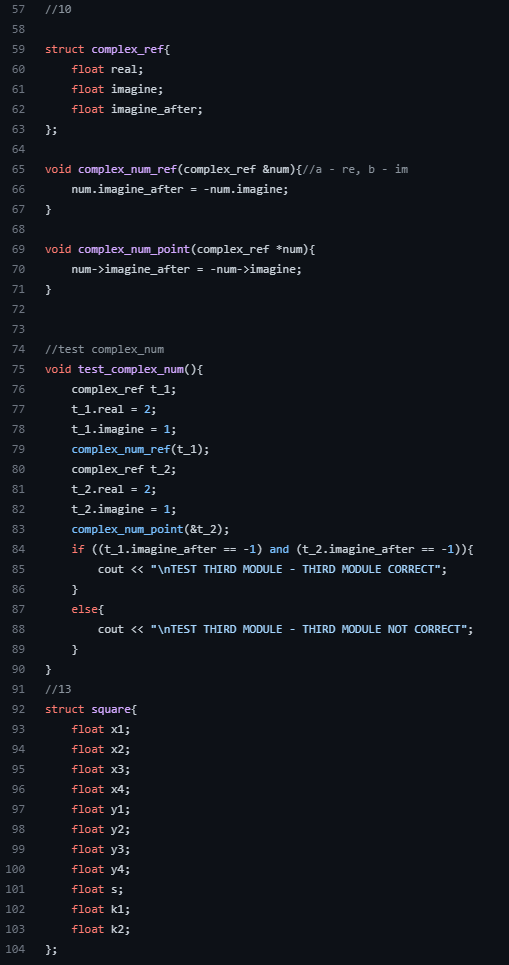 57 //10
58
59 struct complex_ref{
60     float real;
61     float imagine;
62     float imagine_after;
63 };
64
65 void complex_num_ref(complex_ref &num){//a - re, b - im
66     num.imagine_after = -num.imagine;
67 }
68
69 void complex_num_point(complex_ref *num){
70     num->imagine_after = -num->imagine;
71 }
72
73
74 //test complex_num
75 void test_complex_num(){
76     complex_ref t_1;
77     t_1.real = 2;
78     t_1.imagine = 1;
79     complex_num_ref(t_1);
80     complex_ref t_2;
81     t_2.real = 2;
82     t_2.imagine = 1;
83     complex_num_point(&t_2);
84     if ((t_1.imagine_after == -1) and (t_2.imagine_after == -1)){
85         cout << "\nTEST THIRD MODULE - THIRD MODULE CORRECT";
86     }
87     else{
88         cout << "\nTEST THIRD MODULE - THIRD MODULE NOT CORRECT";
89     }
90 }
91 //13
92 struct square{
93     float x1;
94     float x2;
95     float x3;
96     float x4;
97     float y1;
98     float y2;
99     float y3;
100     float y4;
101     float s;
102     float k1;
103     float k2;
104 };